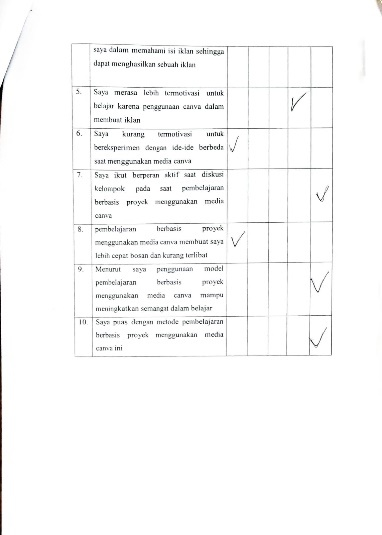 saya dalam memahami isi iklan sehingga
dapat menghasilkan sebuah iklan
5. Saya merasa lebih termotivasi untuk
belajar karena penggunaan canva dalam
membuat iklan
6. Saya kurang termotivasi untuk
bereksperimen dengan ide-ide berbeda
saat menggunakan media canva
7. Saya ikut berperan aktif saat diskusi
kelompok pada saat pembelajaran
berbasis proyek menggunakan media
canva
8. pembelajaran berbasis proyek
menggunakan media canva membuat saya
lebih cepat bosan dan kurang terlibat
9. Menurut saya penggunaan model
pembelajaran berbasis proyek
menggunakan media canva mampu
meningkatkan semangat dalam belajar
10. Saya puas dengan metode pembelajaran
berbasis proyek menggunakan media
canva ini